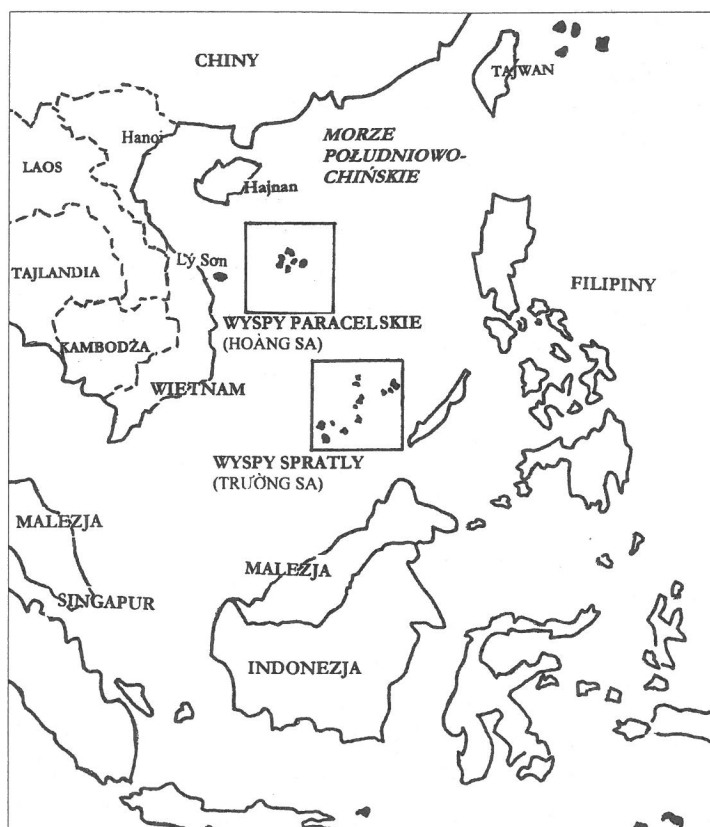 CHINY
TAJWAN
Hanoi
MORZE
POŁUDNIOWO-
CHIŃSKIE
LAOS
Hajnan
Lý Sơn
TAJLANDIA
FILIPINY
WYSPY PARACELSKIE
(HOÀNG SA)
KAMBODŻA
WIETNAM
WYSPY SPRATLY
(TRƯỜNG SA)
MALEZJA
MALEZJA
SINGAPUR
INDONEZJA